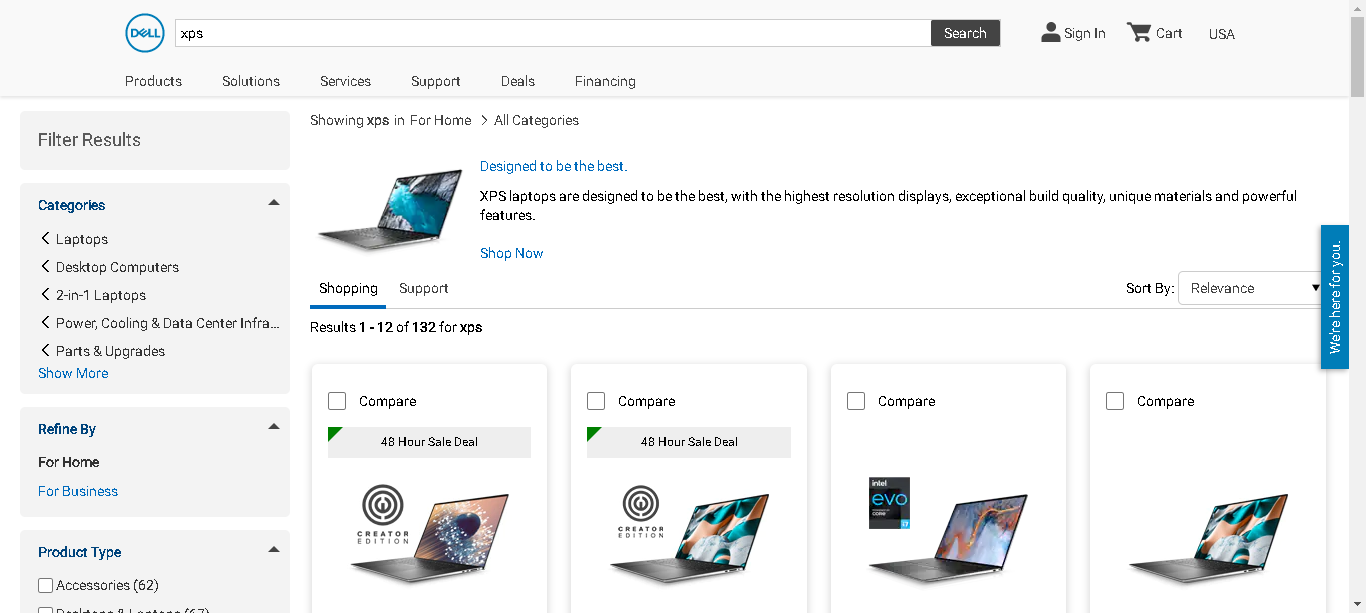 DELL
xps
Search
Sign In
Cart
USA
Products
Solutions
Services
Support
Deals
Financing
Filter Results
Categories
Laptops
Desktop Computers
2-in-1 Laptops
Power, Cooling & Data Center Infra...
Parts & Upgrades
Show More
Refine By
For Home
For Business
Product Type
Accessories (62)
Desktops & Laptops (67)
Showing xps in For Home > All Categories
Designed to be the best.
XPS laptops are designed to be the best, with the highest resolution displays, exceptional build quality, unique materials and powerful
features.
Shop Now
Shopping
Support
Sort By:
Relevance
Results 1 - 12 of 132 for xps
Compare
48 Hour Sale Deal
CREATOR
EDITION
Compare
48 Hour Sale Deal
CREATOR
EDITION
Compare
intel
evo
CORE
i7
Compare
We're here for you.